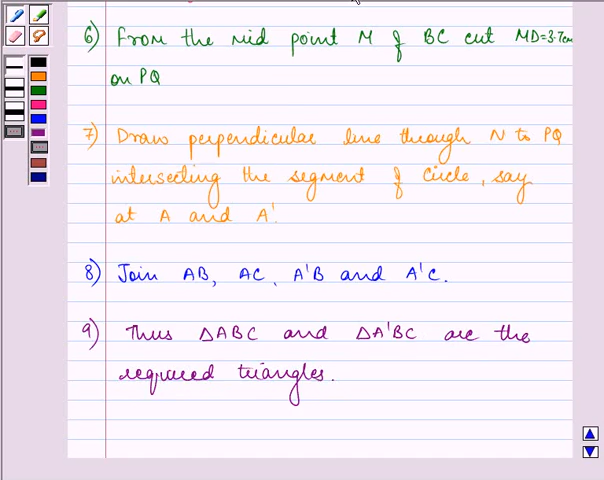 6) From the mid point M of BC cut MD=3.7cm
on PQ
7) Draw perpendicular line through N to PQ
intersecting the segment of circle, say
at A and A'.
8) Join AB, AC, A'B and A'C.
9) Thus ΔABC and ΔA'BC are the
required triangles.